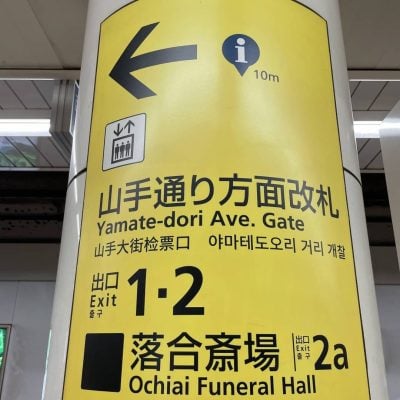 i
10m
山手通り方面改札
Yamate-dori Ave. Gate
山手大街检票口 야마테도오리 거리 개찰
出口 Exit 출구 1·2
落合斎場 出口 Exit 출구 2a
Ochiai Funeral Hall